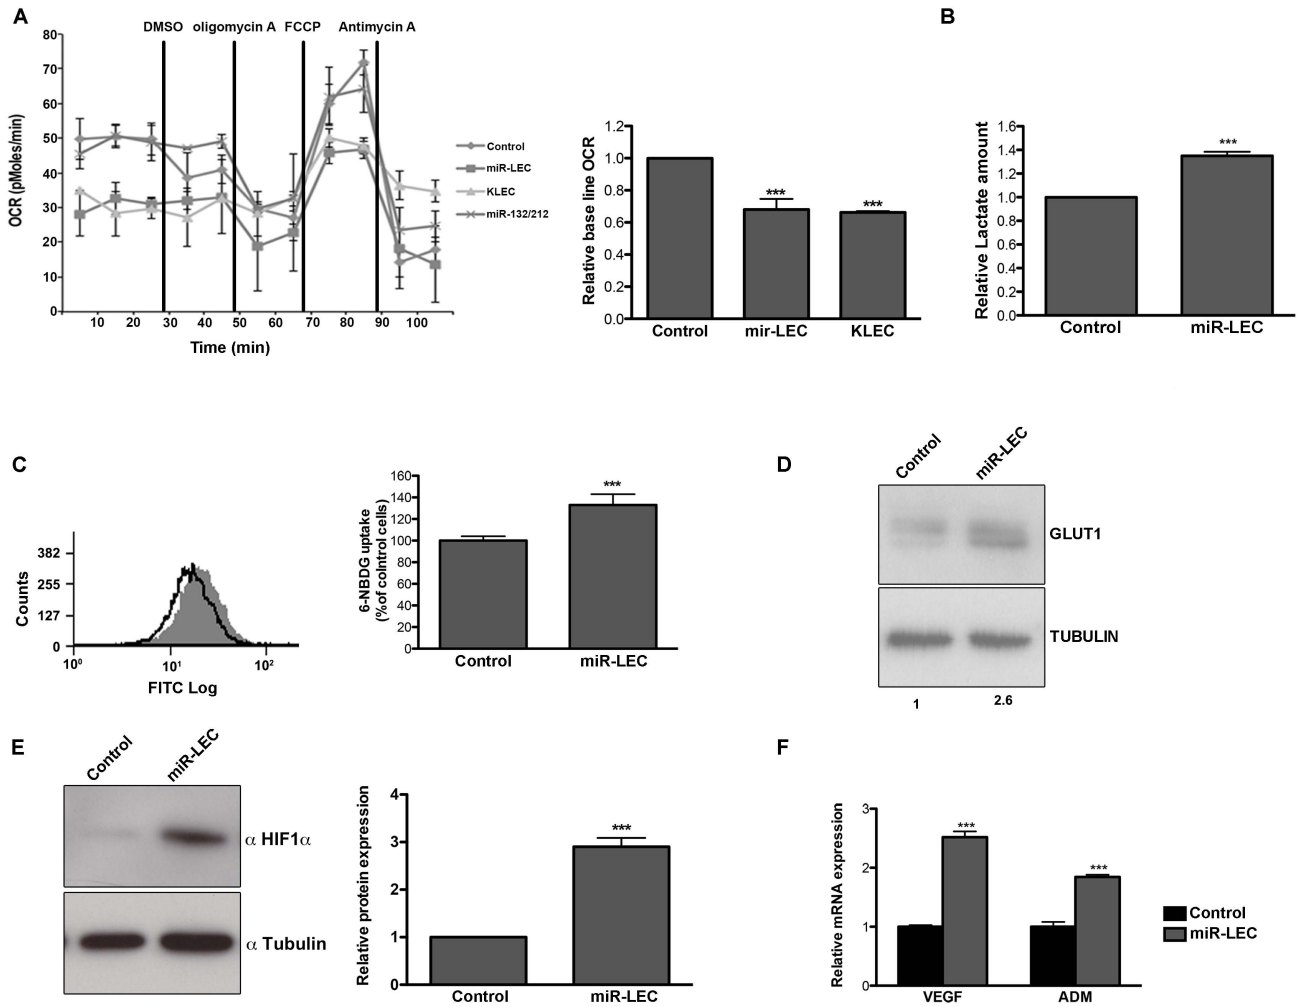 A
DMSO oligomycin A FCCP Antimycin A
OCR (pMoles/min)
80
70
60
50
40
30
20
10
0
10 20 30 40 50 60 70 80 90 100
Time (min)
Control
miR-LEC
KLEC
miR-132/212
Relative base line OCR
1.2
1.0
0.8
0.6
0.4
0.2
0.0
*** ***
Control mir-LEC KLEC
B
Relative Lactate amount
1.6
1.4
1.2
1.0
0.8
0.6
0.4
0.2
0.0
***
Control miR-LEC
C
Counts
382
255
127
0
10⁰ 10¹ 10²
FITC Log
6-NBDG uptake
(%of colntrol cells)
160
140
120
100
80
60
40
20
0
***
Control miR-LEC
D
Control miR-LEC
GLUT1
TUBULIN
1 2.6
E
Control miR-LEC
α HIF1α
α Tubulin
Relative protein expression
4
3
2
1
0
***
Control miR-LEC
F
Relative mRNA expression
3
2
1
0
*** ***
VEGF ADM
Control
miR-LEC